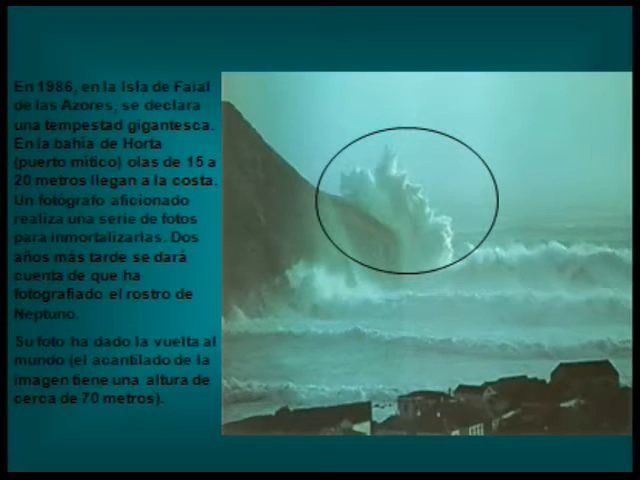 En 1986, en la Isla de Faial
de las Azores, se declara
una tempestad gigantesca.
En la bahía de Horta
(puerto mítico) olas de 15 a
20 metros llegan a la costa.
Un fotógrafo aficionado
realiza una serie de fotos
para inmortalizarlas. Dos
años más tarde se dará
cuenta de que ha
fotografiado el rostro de
Neptuno.
Su foto ha dado la vuelta al
mundo (el acantilado de la
imagen tiene una altura de
cerca de 70 metros).